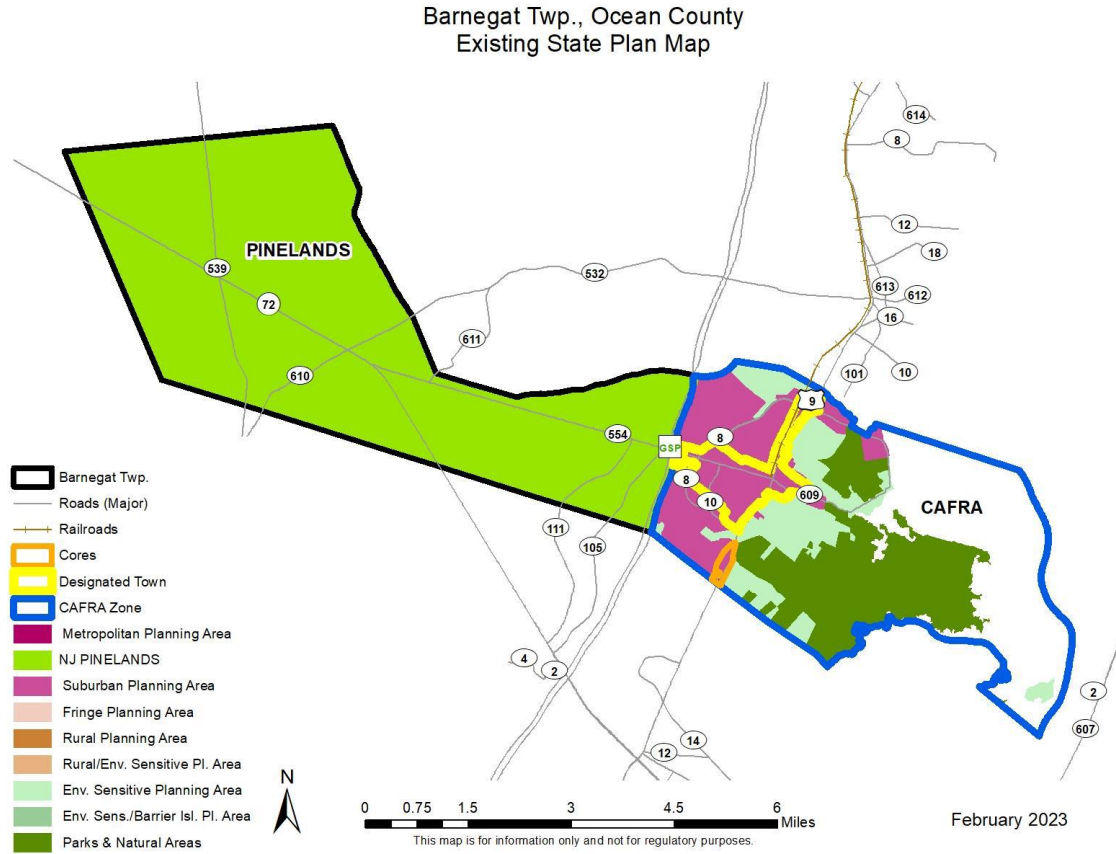 Barnegat Twp., Ocean County
Existing State Plan Map
614
8
12
18
PINELANDS
539
532
613
612
72
16
611
10
101
610
9
554
8
GSP
8
10
609
CAFRA
111
105
4
2
2
607
14
12
Barnegat Twp.
Roads (Major)
Railroads
Cores
Designated Town
CAFRA Zone
Metropolitan Planning Area
NJ PINELANDS
Suburban Planning Area
Fringe Planning Area
Rural Planning Area
Rural/Env. Sensitive Pl. Area
Env. Sensitive Planning Area
Env. Sens./Barrier Isl. Pl. Area
Parks & Natural Areas
N
0 0.75 1.5 3 4.5 6
Miles
This map is for information only and not for regulatory purposes.
February 2023